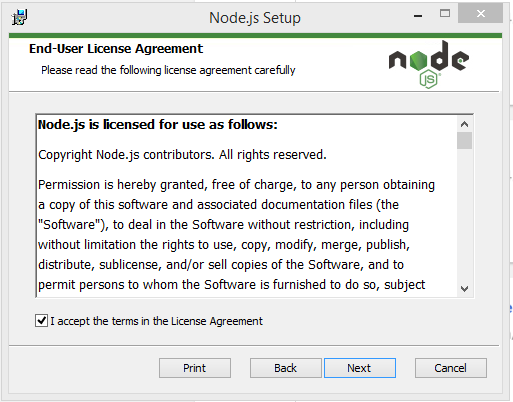 Node.js Setup
End-User License Agreement
Please read the following license agreement carefully
node
JS
Node.js is licensed for use as follows:
Copyright Node.js contributors. All rights reserved.
Permission is hereby granted, free of charge, to any person obtaining
a copy of this software and associated documentation files (the
"Software"), to deal in the Software without restriction, including
without limitation the rights to use, copy, modify, merge, publish,
distribute, sublicense, and/or sell copies of the Software, and to
permit persons to whom the Software is furnished to do so, subject
I accept the terms in the License Agreement
Print
Back
Next
Cancel